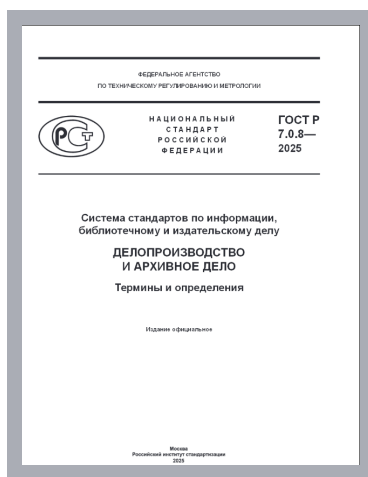 ФЕДЕРАЛЬНОЕ АГЕНТСТВО
ПО ТЕХНИЧЕСКОМУ РЕГУЛИРОВАНИЮ И МЕТРОЛОГИИ
РСТ
НАЦИОНАЛЬНЫЙ
СТАНДАРТ
РОССИЙСКОЙ
ФЕДЕРАЦИИ
ГОСТ Р
7.0.8—
2025
Система стандартов по информации,
библиотечному и издательскому делу
ДЕЛОПРОИЗВОДСТВО
И АРХИВНОЕ ДЕЛО
Термины и определения
Издание официальное
Москва
Российский институт стандартизации
2025